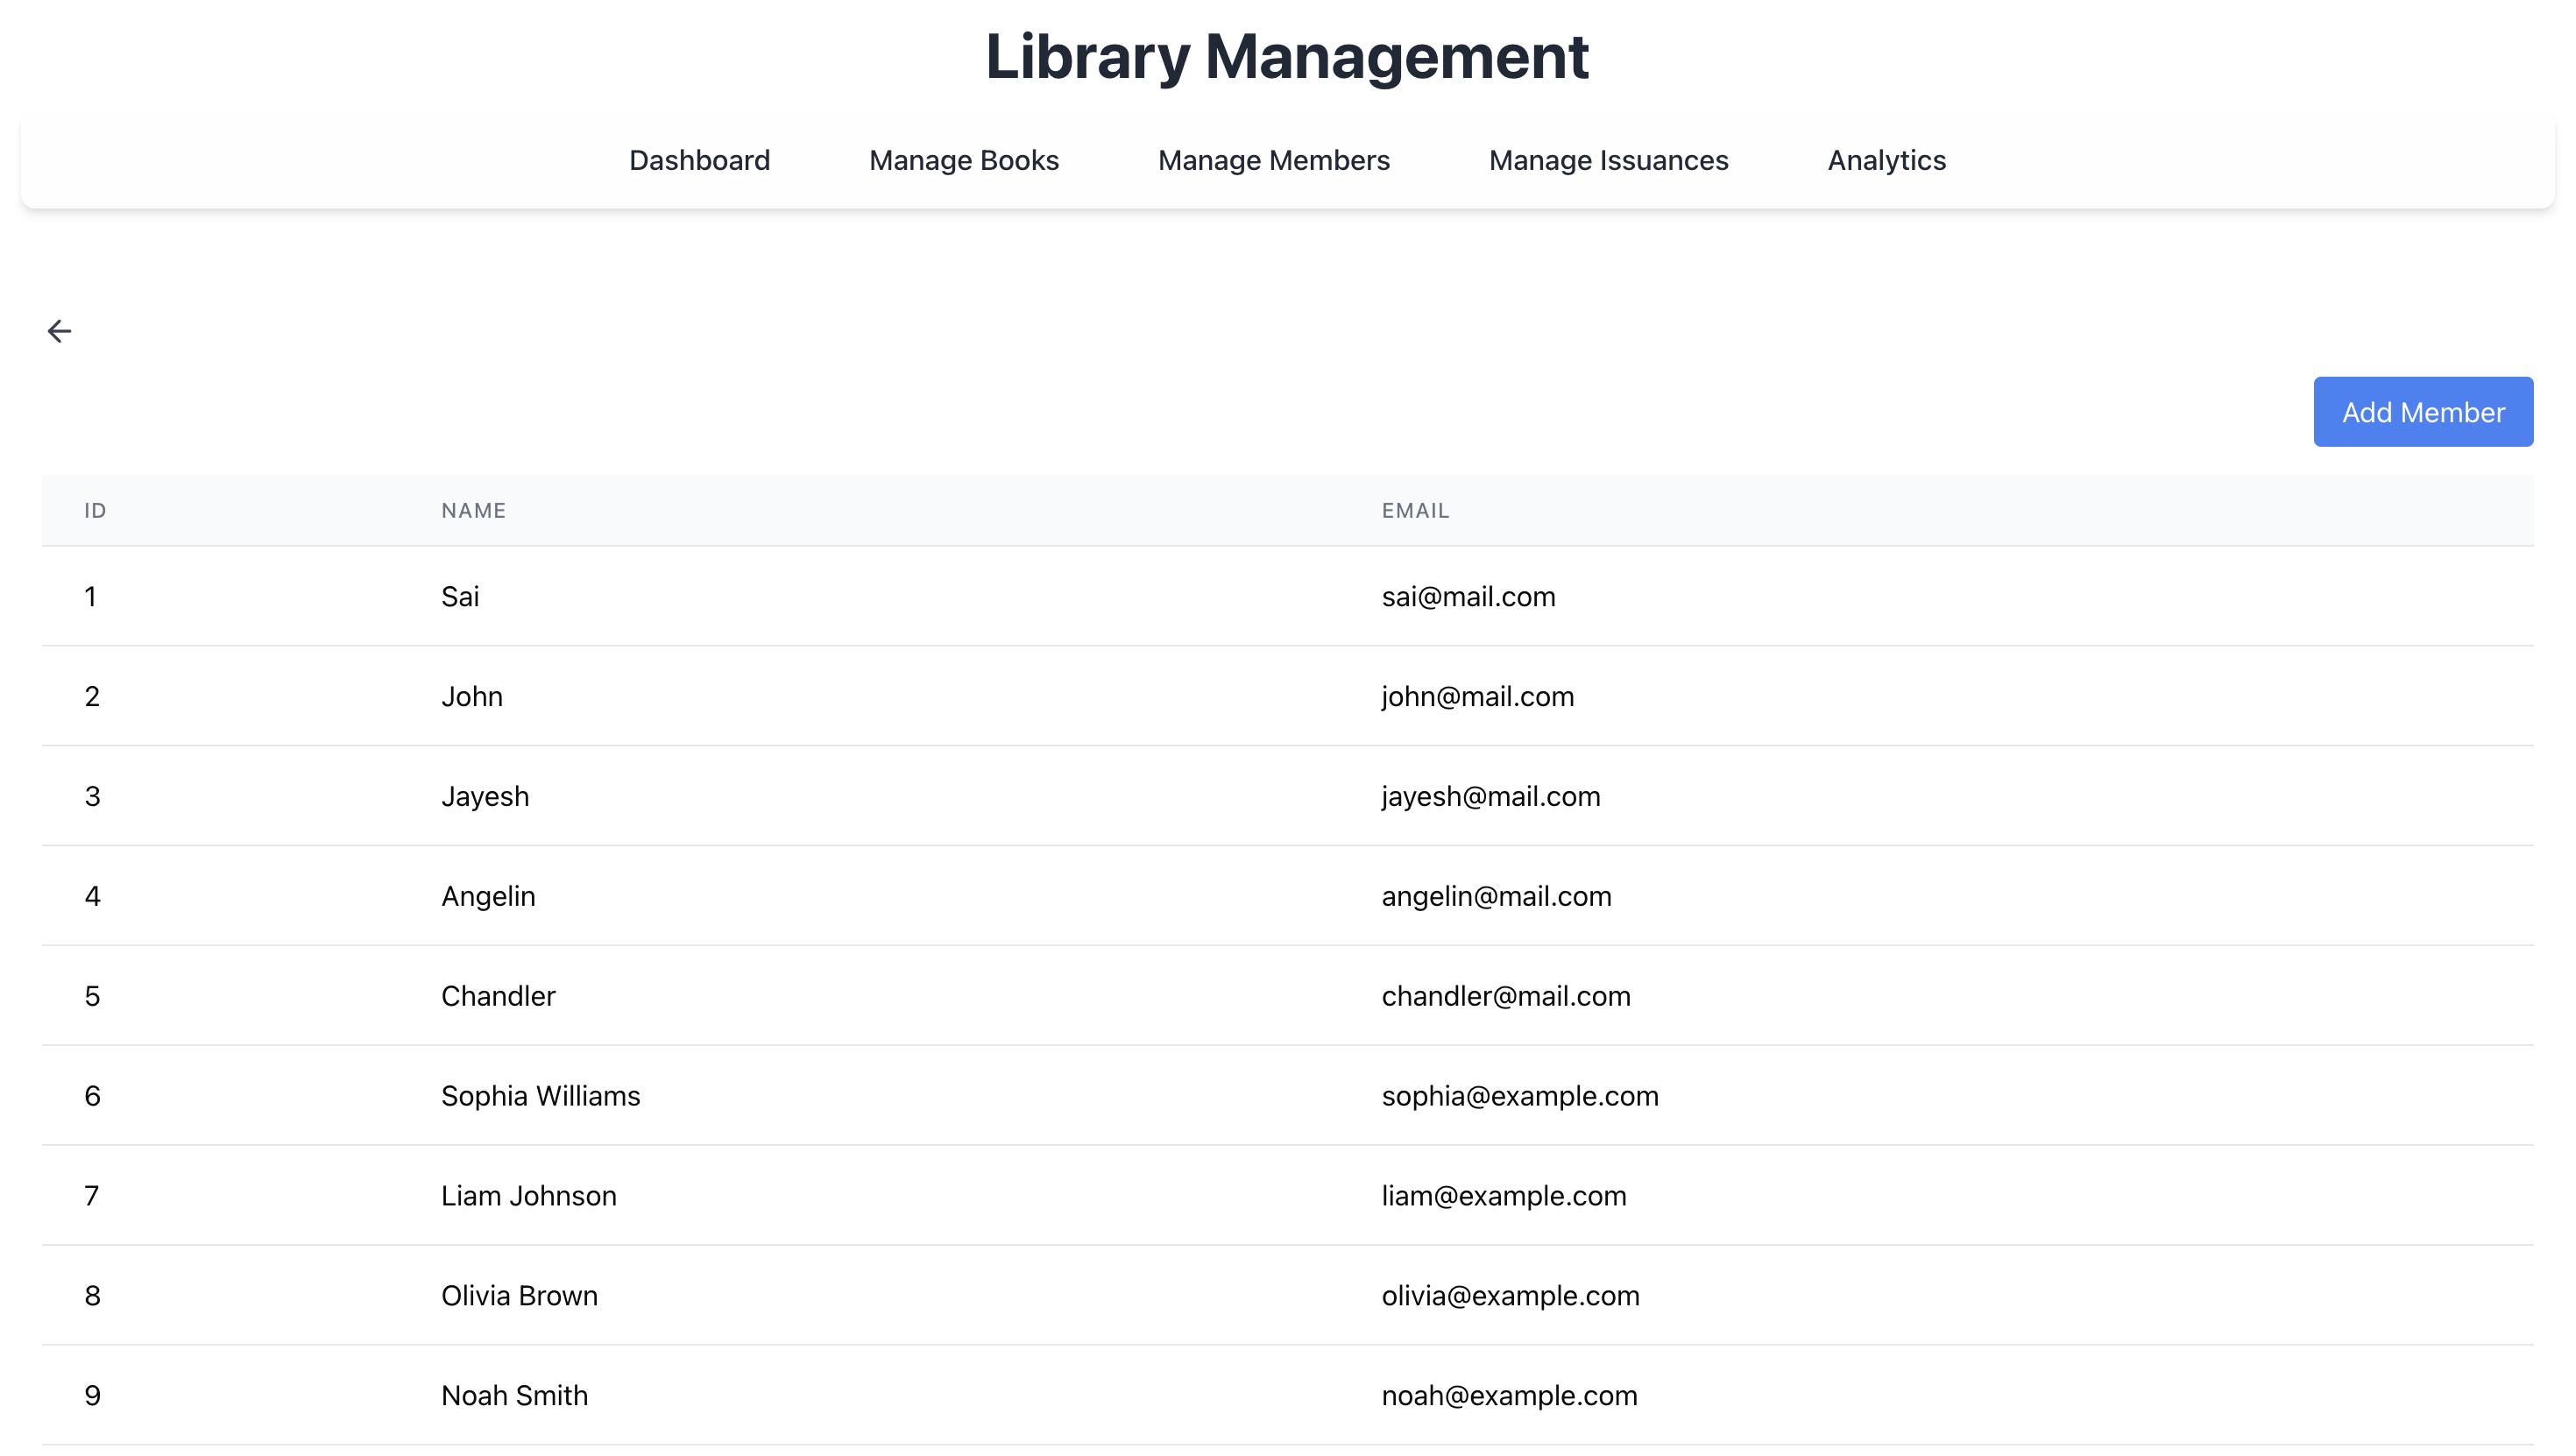 Library Management
Dashboard Manage Books Manage Members Manage Issuances Analytics
Add Member
ID NAME EMAIL
1 Sai sai@mail.com
2 John john@mail.com
3 Jayesh jayesh@mail.com
4 Angelin angelin@mail.com
5 Chandler chandler@mail.com
6 Sophia Williams sophia@example.com
7 Liam Johnson liam@example.com
8 Olivia Brown olivia@example.com
9 Noah Smith noah@example.com